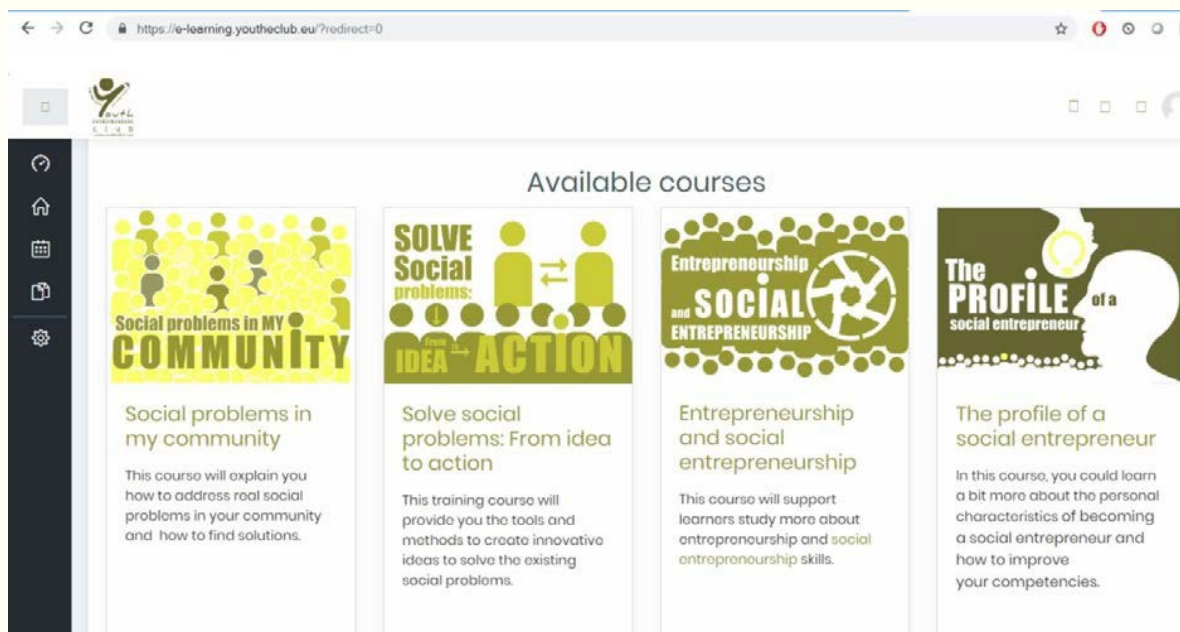 https://e-learning.youtheclub.eu/?redirect=0
Youth
CLUB
Available courses
Social problems in MY
COMMUNITY
SOLVE
Social
problems:
From
IDEA
to
ACTION
Entrepreneurship
and SOCIAL
ENTREPRENEURSHIP
The
PROFILE
of a
social entrepreneur
Social problems in
my community
This course will explain you
how to address real social
problems in your community
and how to find solutions.
Solve social
problems: From idea
to action
This training course will
provide you the tools and
methods to create innovative
ideas to solve the existing
social problems.
Entrepreneurship
and social
entrepreneurship
This course will support
learners study more about
entrepreneurship and social
entrepreneurship skills.
The profile of a
social entrepreneur
In this course, you could learn
a bit more about the personal
characteristics of becoming
a social entrepreneur and
how to improve
your competencies.